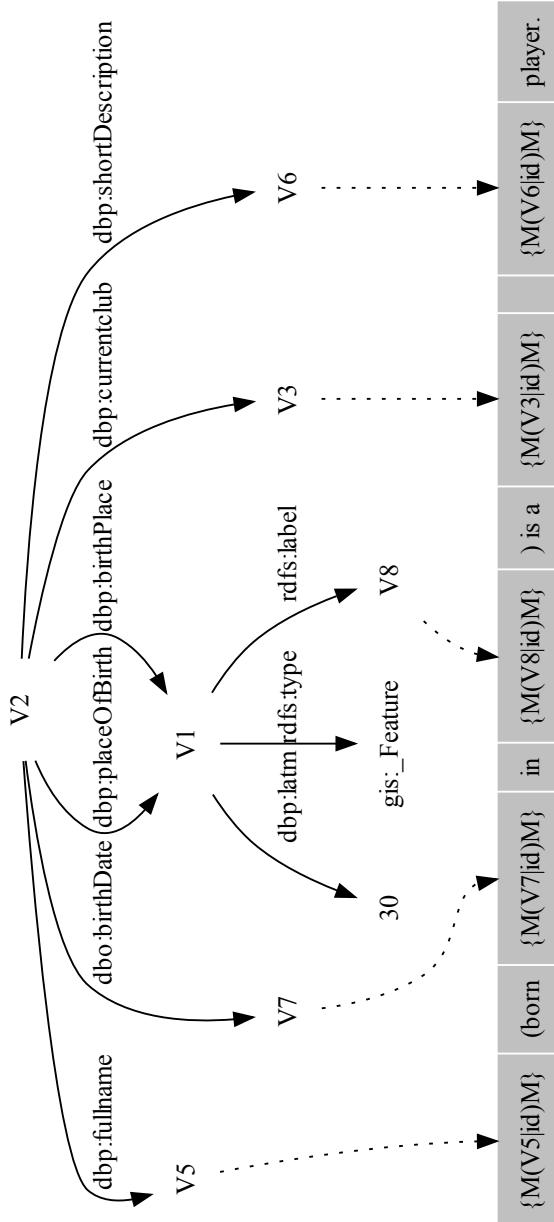 V2
dbp:fullname
dbo:birthDate
dbp:placeOfBirth
dbp:birthPlace
dbp:currentclub
dbp:shortDescription
V5
V1
V7
V3
V6
dbp:latm
rdfs:type
rdfs:label
30
gis:_Feature
V8
{M(V5|id)M} (born {M(V7|id)M} in {M(V8|id)M} ) is a {M(V3|id)M} {M(V6|id)M} player.